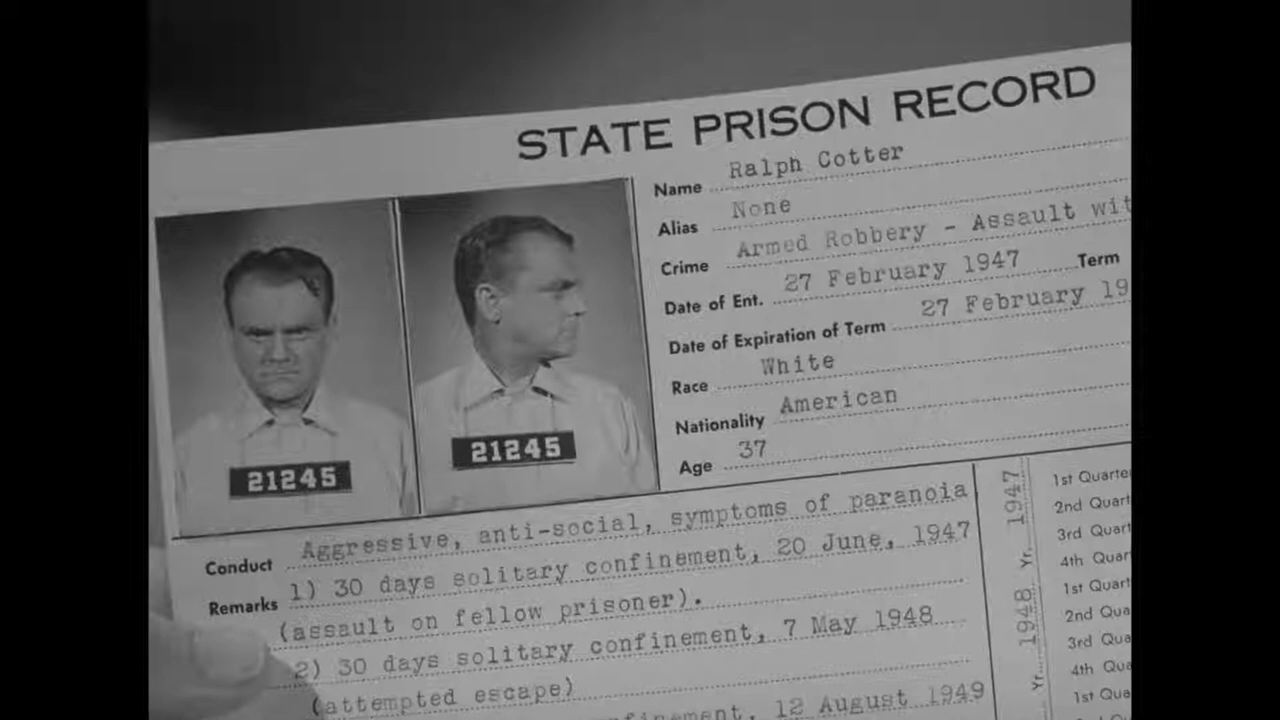 STATE PRISON RECORD
Name Ralph Cotter
Alias None
Crime Armed Robbery - Assault wit
Date of Ent. 27 February 1947 Term
Date of Expiration of Term 27 February 19
Race White
Nationality American
Age 37
21245
21245
Conduct Aggressive, anti-social, symptoms of paranoia
Remarks 1) 30 days solitary confinement, 20 June, 1947
(assault on fellow prisoner).
2) 30 days solitary confinement, 7 May 1948
(attempted escape)
confinement, 12 August 1949
Yr. 1947
1st Quarte
2nd Quart
3rd Quart
4th Quar
Yr. 1948
1st Quar
2nd Qua
3rd Qua
4th Qua
Yr.
1st Qua